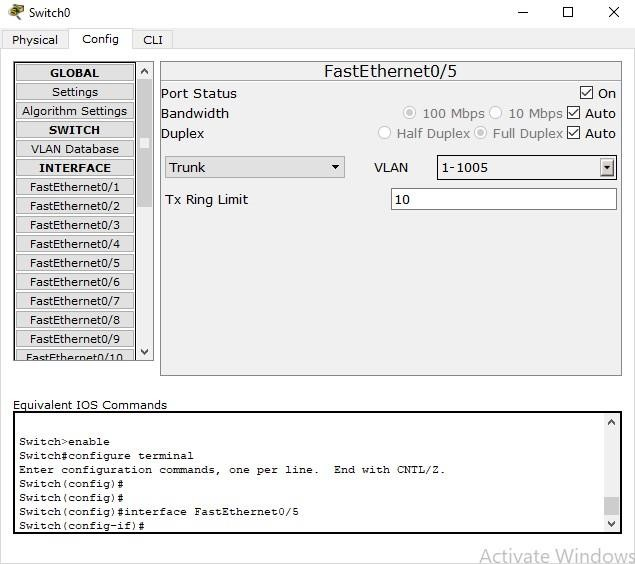 Switch0
Physical Config CLI
GLOBAL
Settings
Algorithm Settings
SWITCH
VLAN Database
INTERFACE
FastEthernet0/1
FastEthernet0/2
FastEthernet0/3
FastEthernet0/4
FastEthernet0/5
FastEthernet0/6
FastEthernet0/7
FastEthernet0/8
FastEthernet0/9
FastEthernet0/10
FastEthernet0/5
Port Status On
Bandwidth 100 Mbps 10 Mbps Auto
Duplex Half Duplex Full Duplex Auto
Trunk VLAN 1-1005
Tx Ring Limit 10
Equivalent IOS Commands
Switch>enable
Switch#configure terminal
Enter configuration commands, one per line. End with CNTL/Z.
Switch(config)#
Switch(config)#
Switch(config)#interface FastEthernet0/5
Switch(config-if)#
Activate Windows